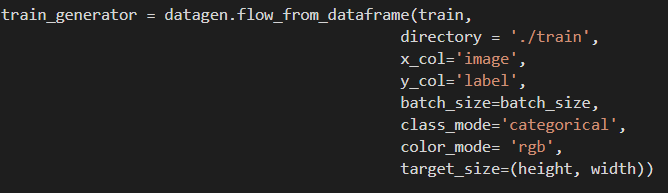 train_generator = datagen.flow_from_dataframe(train,
directory = './train',
x_col='image',
y_col='label',
batch_size=batch_size,
class_mode='categorical',
color_mode= 'rgb',
target_size=(height, width))